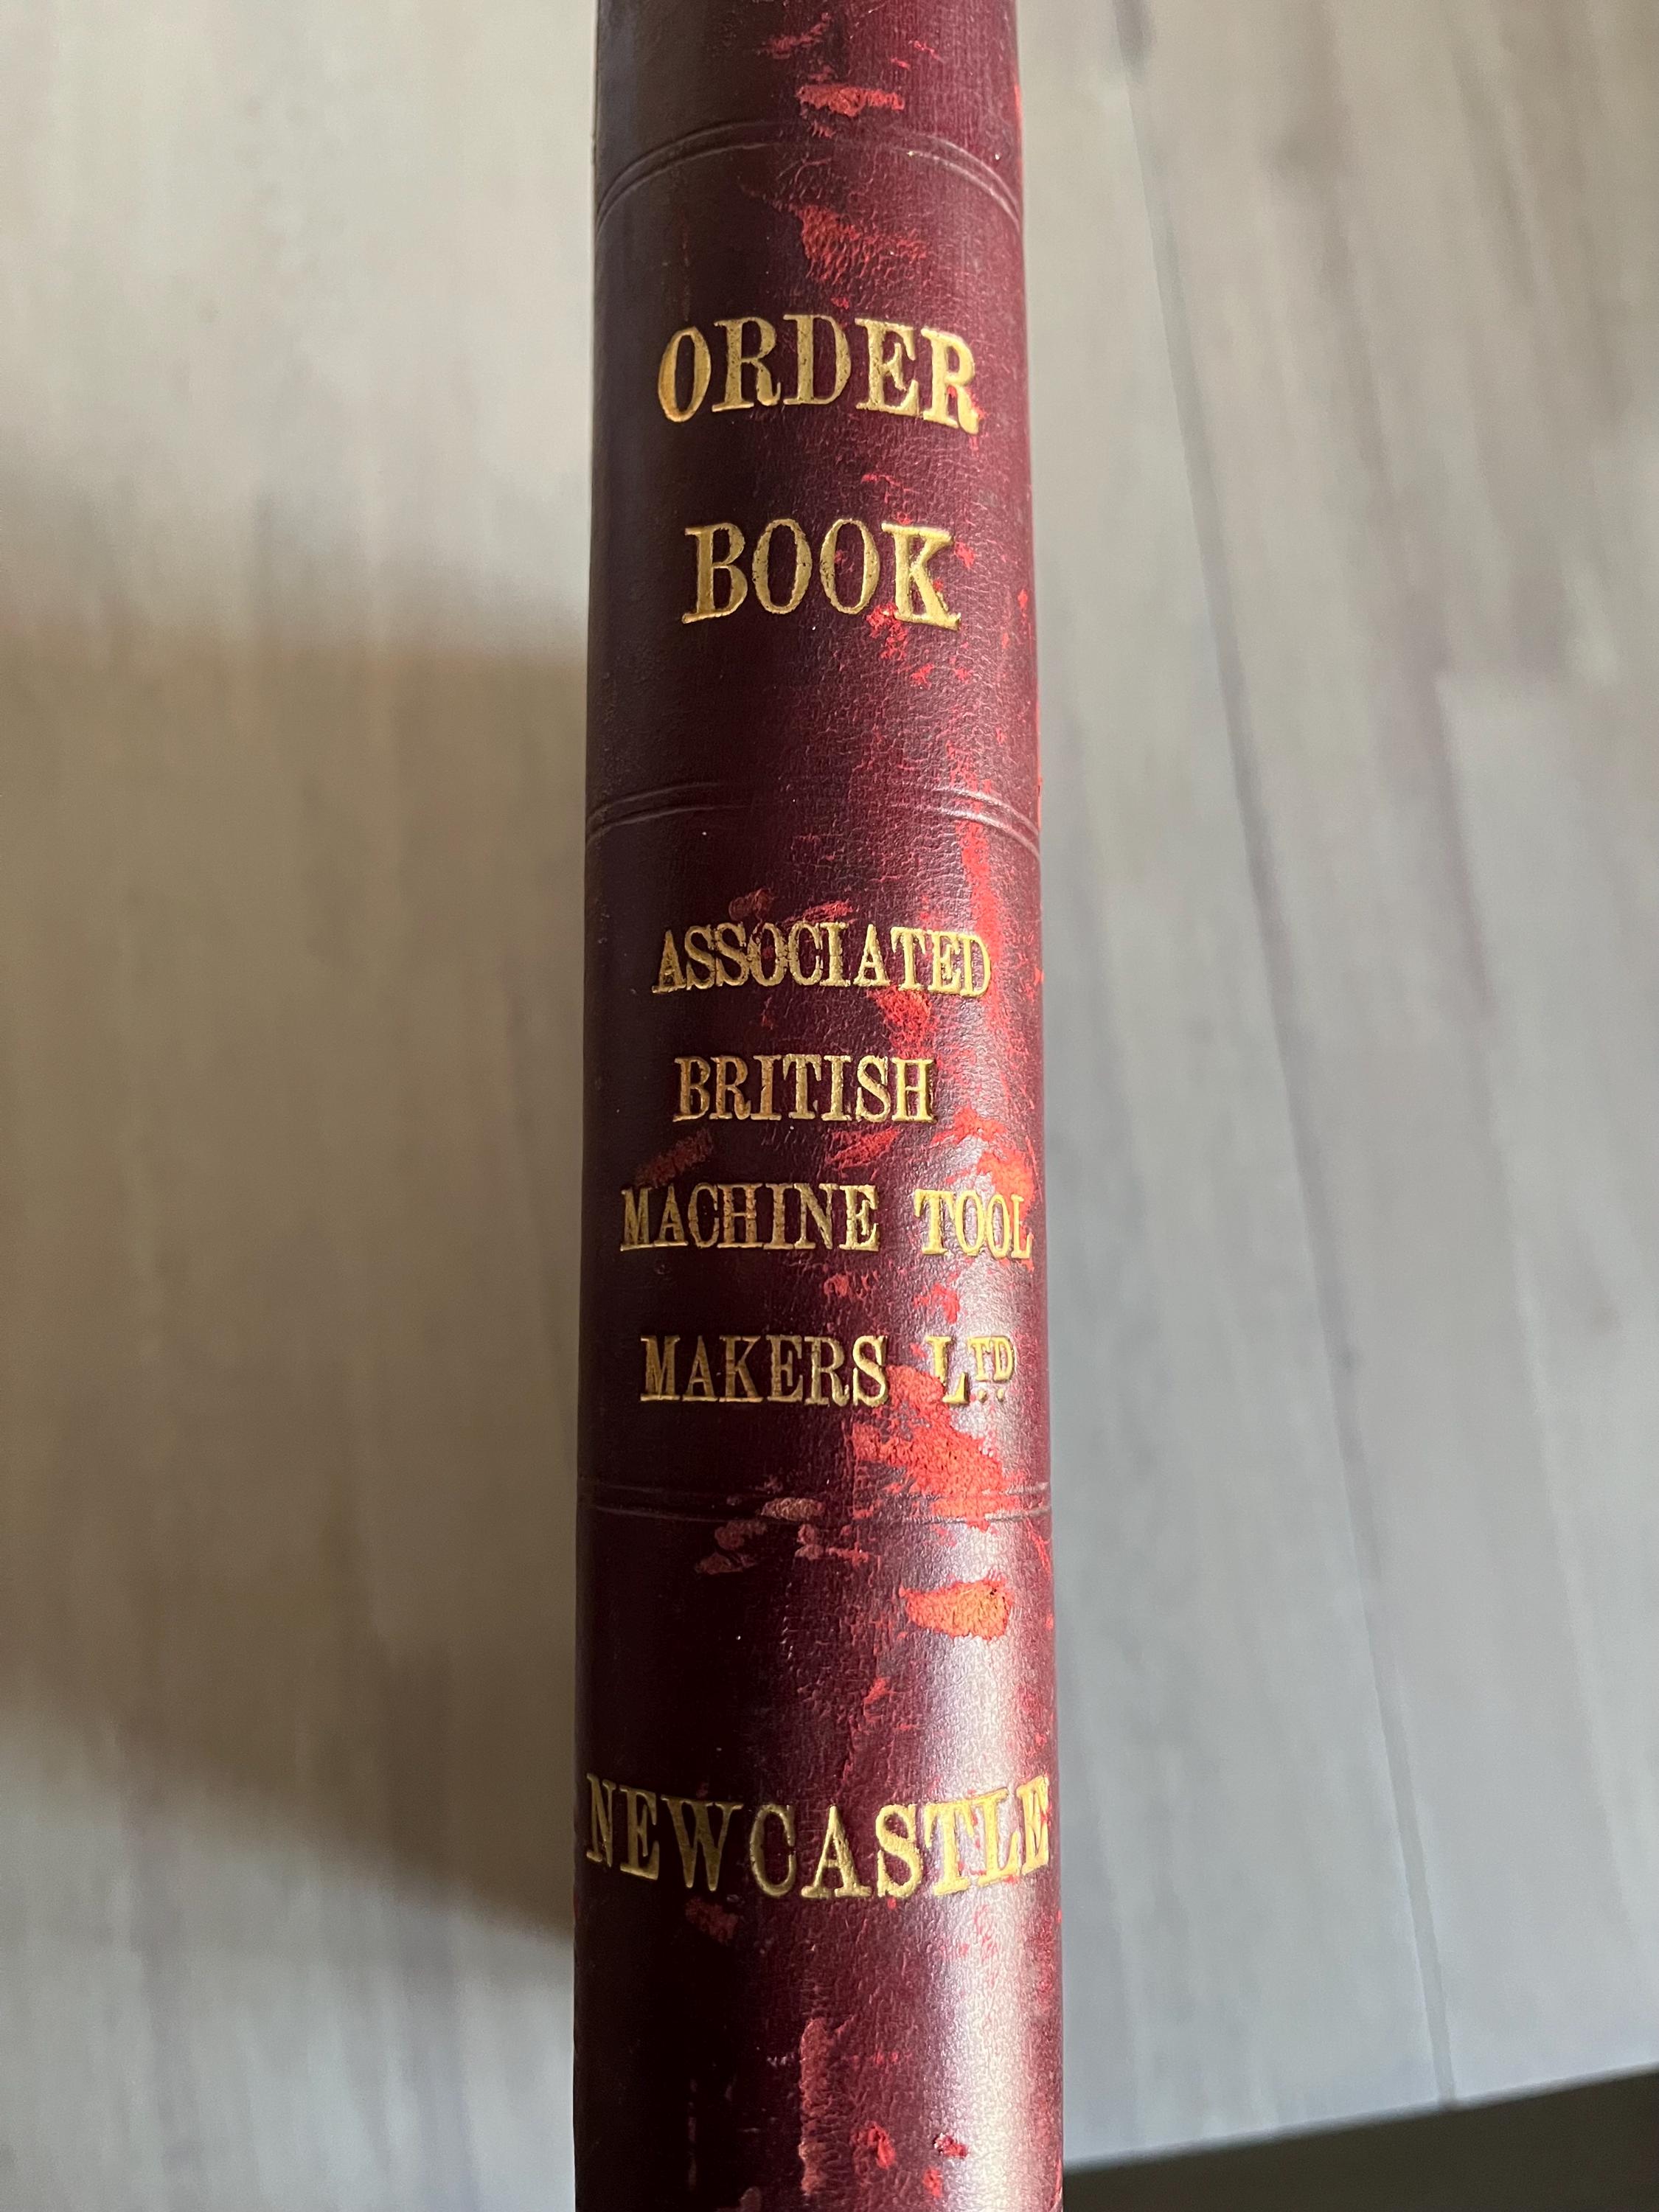 ORDER
BOOK
ASSOCIATED
BRITISH
MACHINE TOOL
MAKERS LTD.
NEWCASTLE